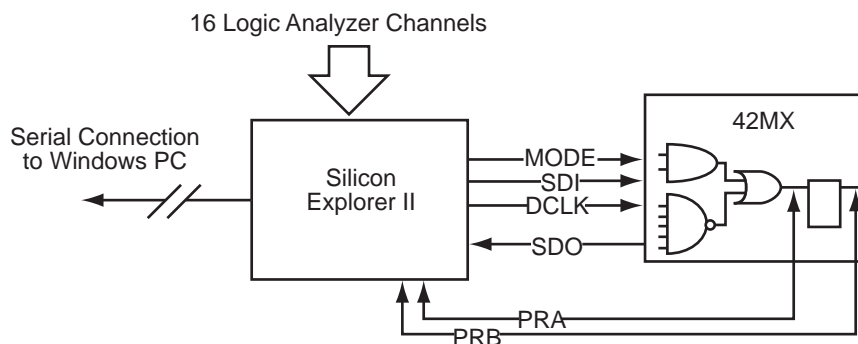 16 Logic Analyzer Channels
Serial Connection
to Windows PC
Silicon
Explorer II
MODE
SDI
DCLK
SDO
42MX
PRA
PRB